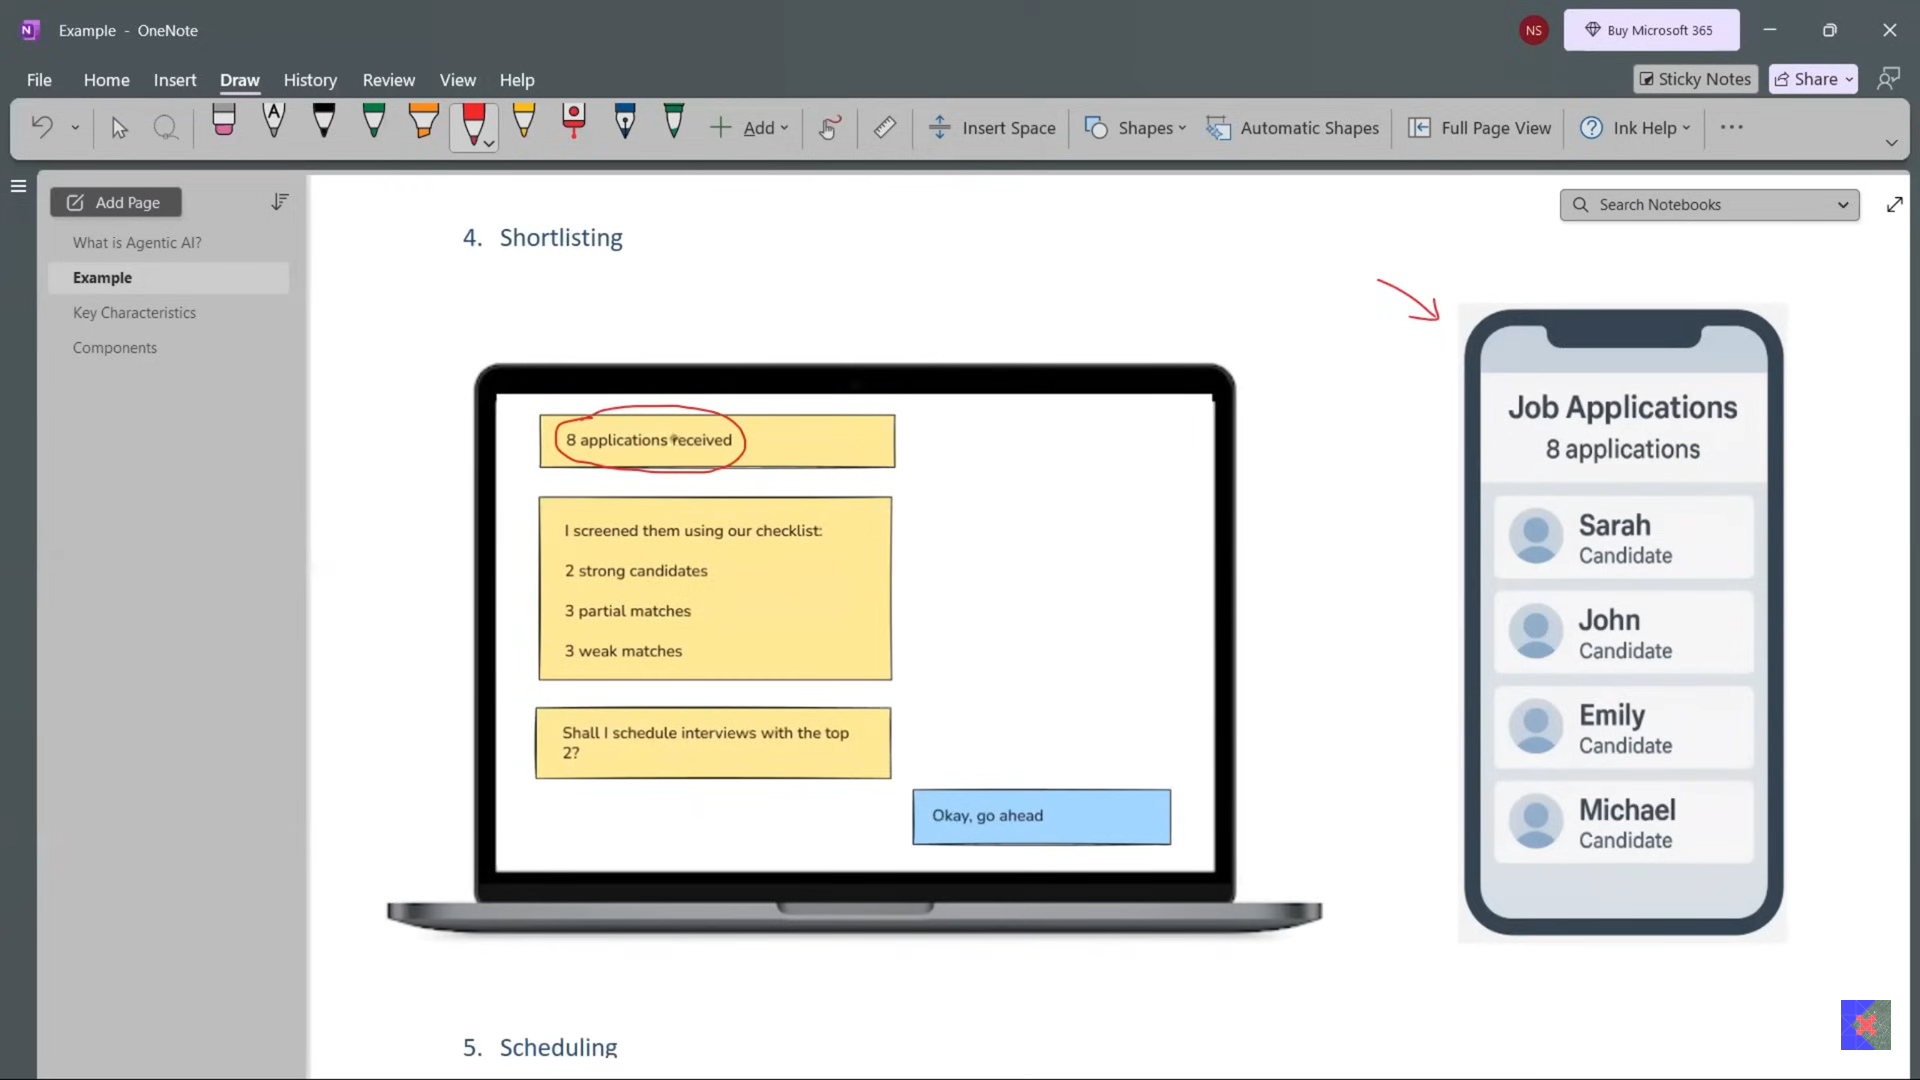 Example - OneNote
NS
Buy Microsoft 365
File Home Insert Draw History Review View Help
Sticky Notes
Share
A
Add
Insert Space
Shapes
Automatic Shapes
Full Page View
Ink Help
Add Page
What is Agentic AI?
Example
Key Characteristics
Components
Search Notebooks
4. Shortlisting
8 applications received
I screened them using our checklist:
2 strong candidates
3 partial matches
3 weak matches
Shall I schedule interviews with the top
2?
Okay, go ahead
Job Applications
8 applications
Sarah
Candidate
John
Candidate
Emily
Candidate
Michael
Candidate
5. Scheduling